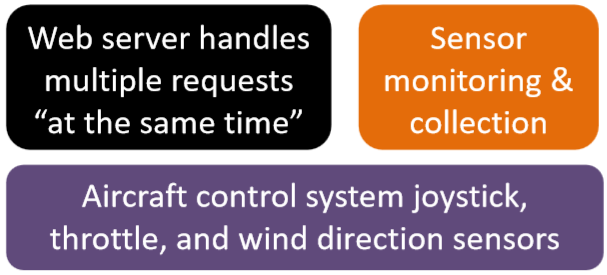 Web server handles
multiple requests
“at the same time”
Sensor
monitoring &
collection
Aircraft control system joystick,
throttle, and wind direction sensors